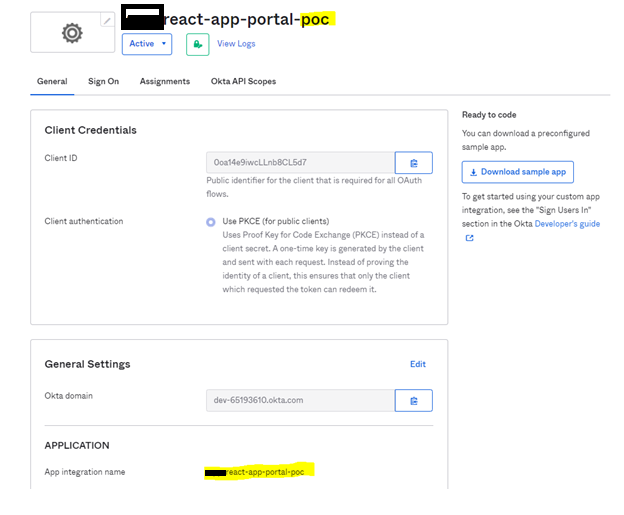 react-app-portal-poc
Active
View Logs
General Sign On Assignments Okta API Scopes
Client Credentials
Client ID
0oa14e9iwcLLnb8CL5d7
Public identifier for the client that is required for all OAuth
flows.
Client authentication
Use PKCE (for public clients)
Uses Proof Key for Code Exchange (PKCE) instead of a
client secret. A one-time key is generated by the client
and sent with each request. Instead of proving the
identity of a client, this ensures that only the client
which requested the token can redeem it.
Ready to code
You can download a preconfigured
sample app.
Download sample app
To get started using your custom app
integration, see the "Sign Users In"
section in the Okta Developer's guide
General Settings
Edit
Okta domain
dev-65193610.okta.com
APPLICATION
App integration name
react-app-portal-poc